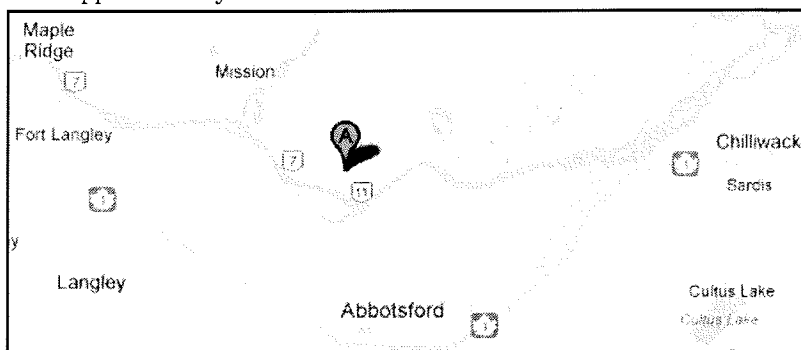 Maple
Ridge
7
Mission
Fort Langley
A
7
11
Chilliwack
1
Sardis
1
y
Langley
Abbotsford
1
Cultus Lake
Cultus Lake